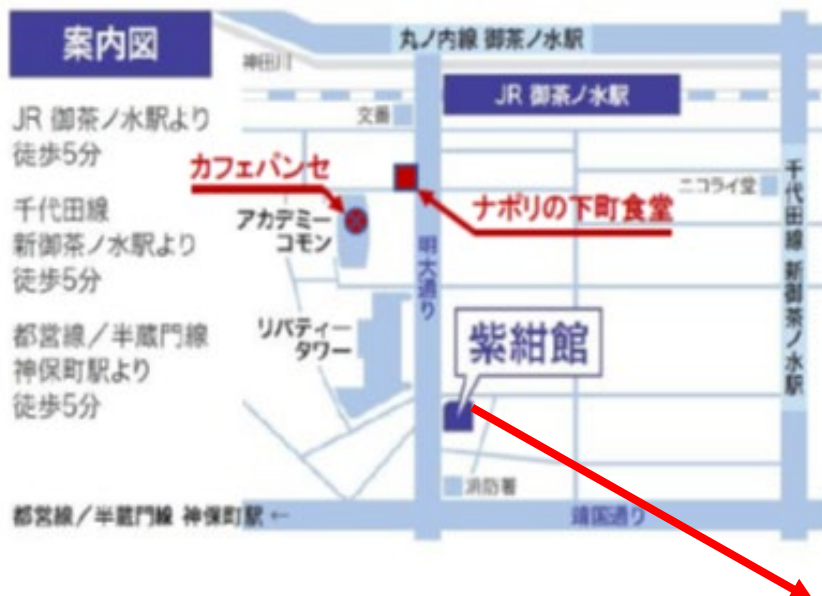 案内図
JR 御茶ノ水駅より
徒歩5分
千代田線
新御茶ノ水駅より
徒歩5分
都営線／半蔵門線
神保町駅より
徒歩5分
丸ノ内線 御茶ノ水駅
神田川
JR 御茶ノ水駅
交番
カフェパンセ
ニコライ堂
ナポリの下町食堂
アカデミー
コモン
明大通り
千代田線 新御茶ノ水駅
リバティー
タワー
紫紺館
消防署
都営線／半蔵門線 神保町駅 ←
靖国通り